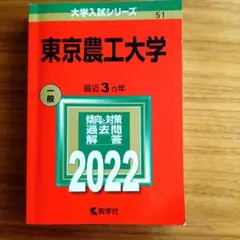 大学入試シリーズ
51
東京農工大学
一般
最近3ヵ年
傾向と対策
過去問
解答
2022
教学社